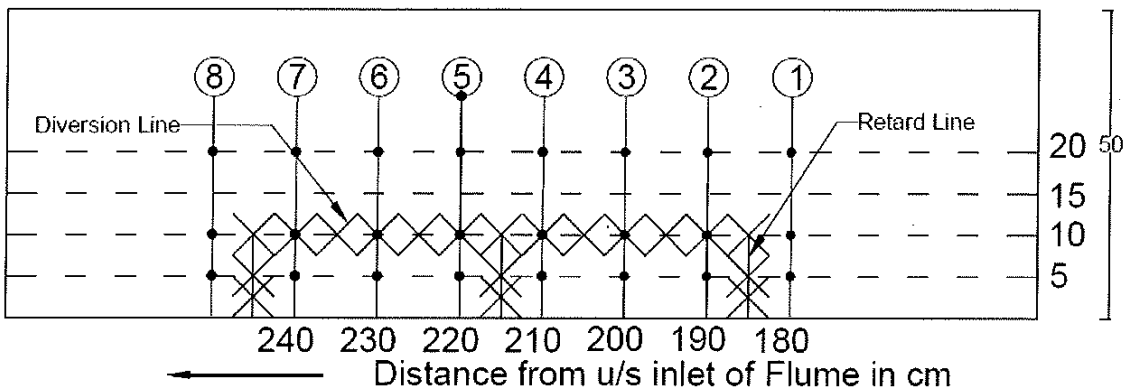 8 7 6 5 4 3 2 1
Diversion Line
Retard Line
20
50
15
10
5
240 230 220 210 200 190 180
Distance from u/s inlet of Flume in cm